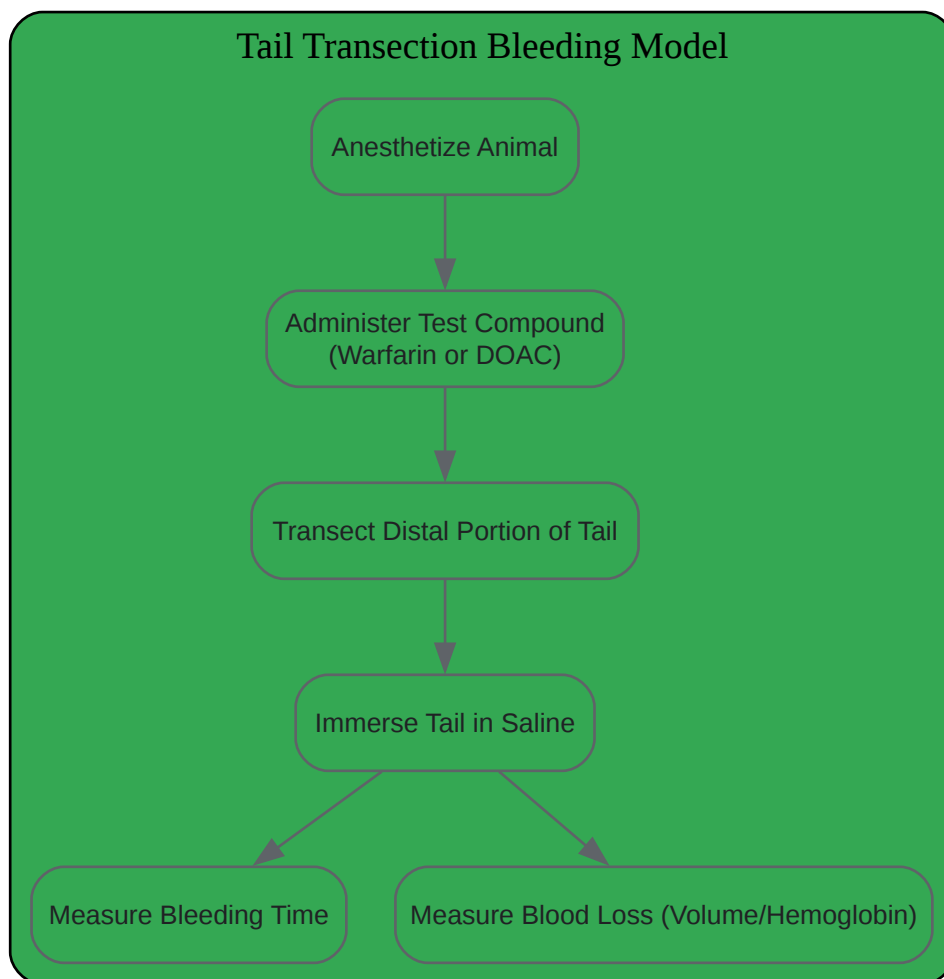 Tail Transection Bleeding Model
Anesthetize Animal
Administer Test Compound
(Warfarin or DOAC)
Transect Distal Portion of Tail
Immerse Tail in Saline
Measure Bleeding Time
Measure Blood Loss (Volume/Hemoglobin)